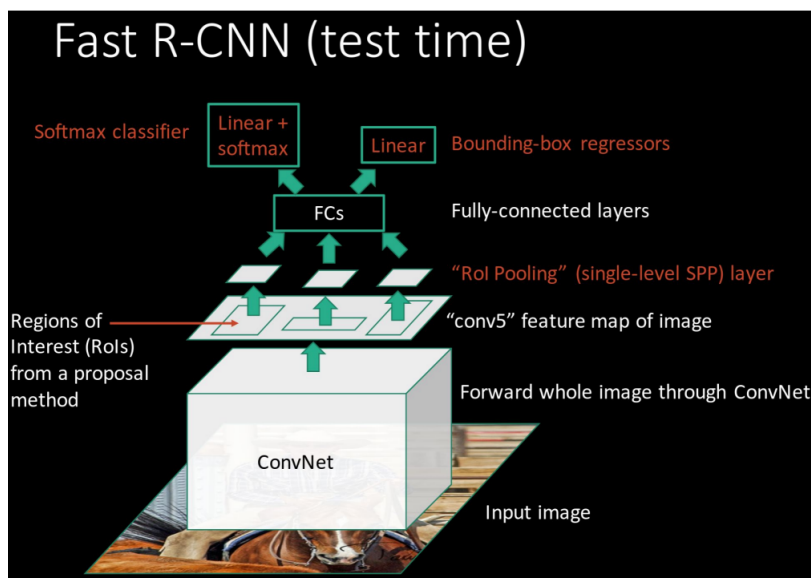 Fast R-CNN (test time)
Softmax classifier
Linear +
softmax
Linear
Bounding-box regressors
FCs
Fully-connected layers
“RoI Pooling” (single-level SPP) layer
Regions of
Interest (RoIs)
from a proposal
method
“conv5” feature map of image
Forward whole image through ConvNet
ConvNet
Input image